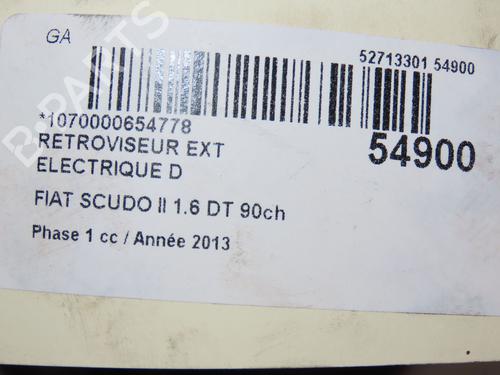 GA
52713301 54900
*1070000654778
RETROVISEUR EXT
ELECTRIQUE D
54900
FIAT SCUDO II 1.6 DT 90ch
Phase 1 cc / Année 2013
B-PARTS